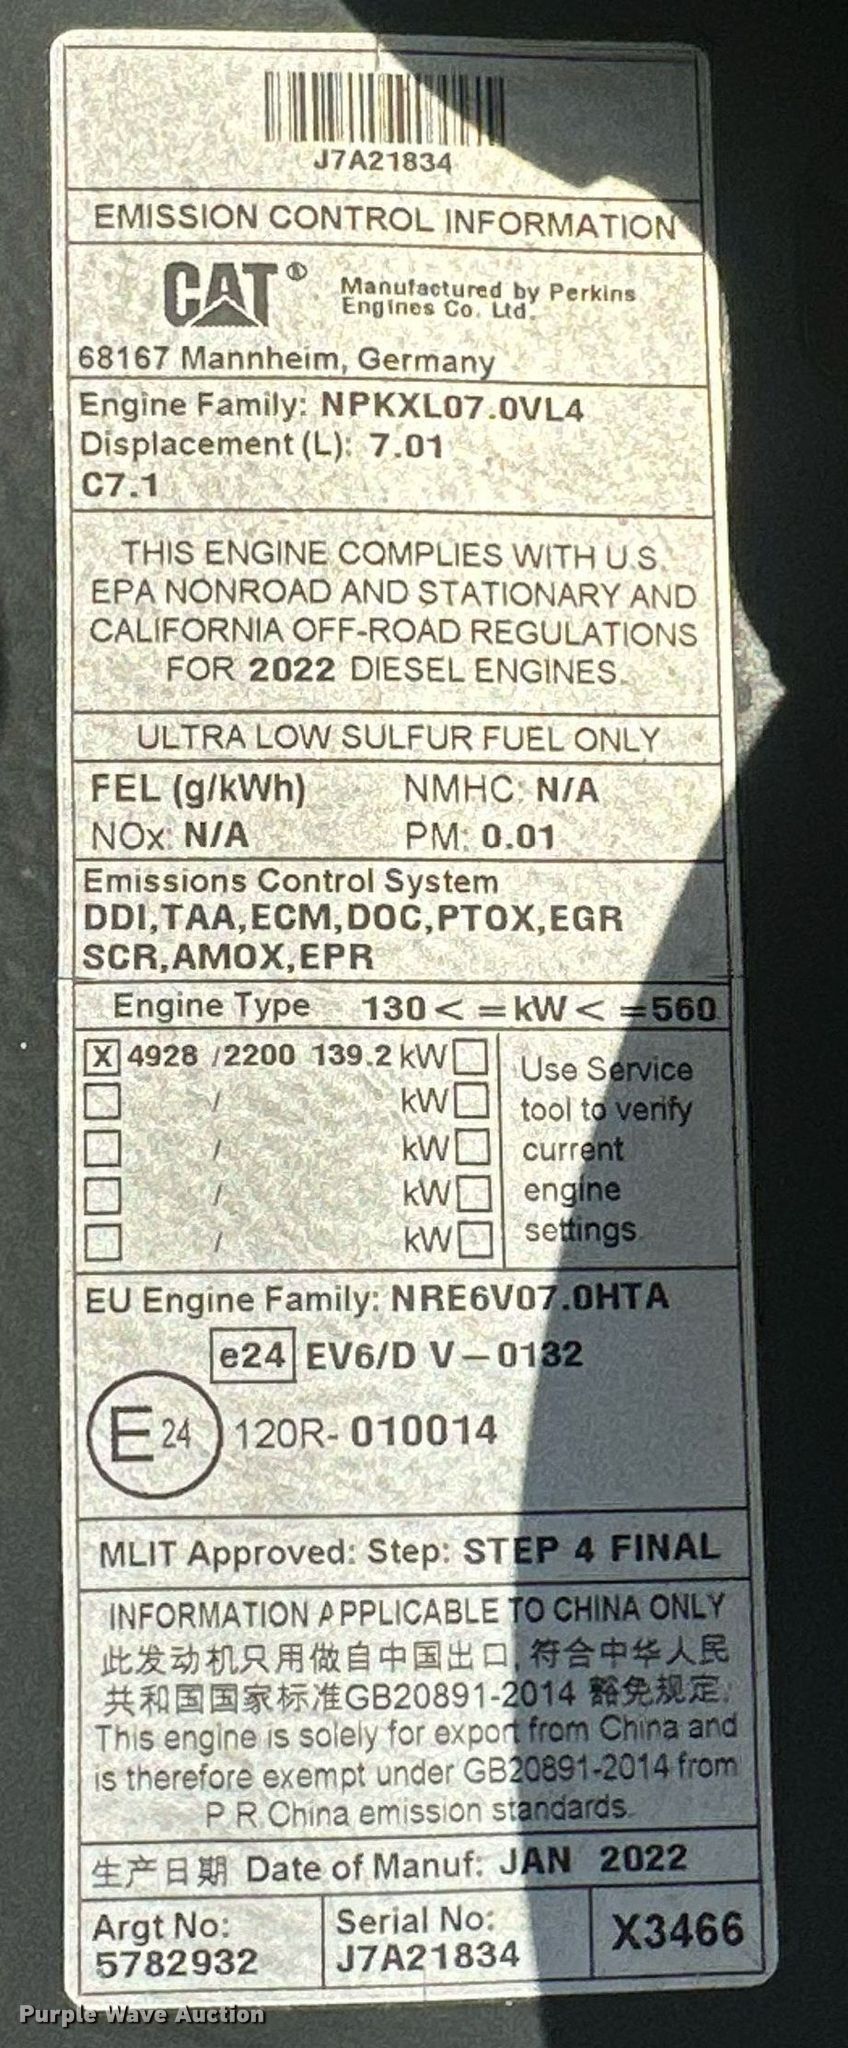 J7A21834
EMISSION CONTROL INFORMATION
CAT® Manufactured by Perkins
Engines Co. Ltd.
68167 Mannheim, Germany
Engine Family: NPKXL07.0VL4
Displacement (L): 7.01
C7.1
THIS ENGINE COMPLIES WITH U.S.
EPA NONROAD AND STATIONARY AND
CALIFORNIA OFF-ROAD REGULATIONS
FOR 2022 DIESEL ENGINES.
ULTRA LOW SULFUR FUEL ONLY
FEL (g/kWh) NMHC: N/A
NOx: N/A PM: 0.01
Emissions Control System
DDI,TAA,ECM,DOC,PTOX,EGR
SCR,AMOX,EPR
Engine Type 130 < =kW < =560
X 4928 /2200 139.2 kW Use Service
/ kW tool to verify
/ kW current
/ kW engine
/ kW settings
EU Engine Family: NRE6V07.0HTA
e24 EV6/D V-0132
E 24 120R- 010014
MLIT Approved: Step: STEP 4 FINAL
INFORMATION APPLICABLE TO CHINA ONLY
此发动机只用做自中国出口,符合中华人民
共和国国家标准GB20891-2014 豁免规定.
This engine is solely for export from China and
is therefore exempt under GB20891-2014 from
P R China emission standards.
生产日期 Date of Manuf: JAN 2022
Argt No: Serial No: X3466
5782932 J7A21834
Purple Wave Auction